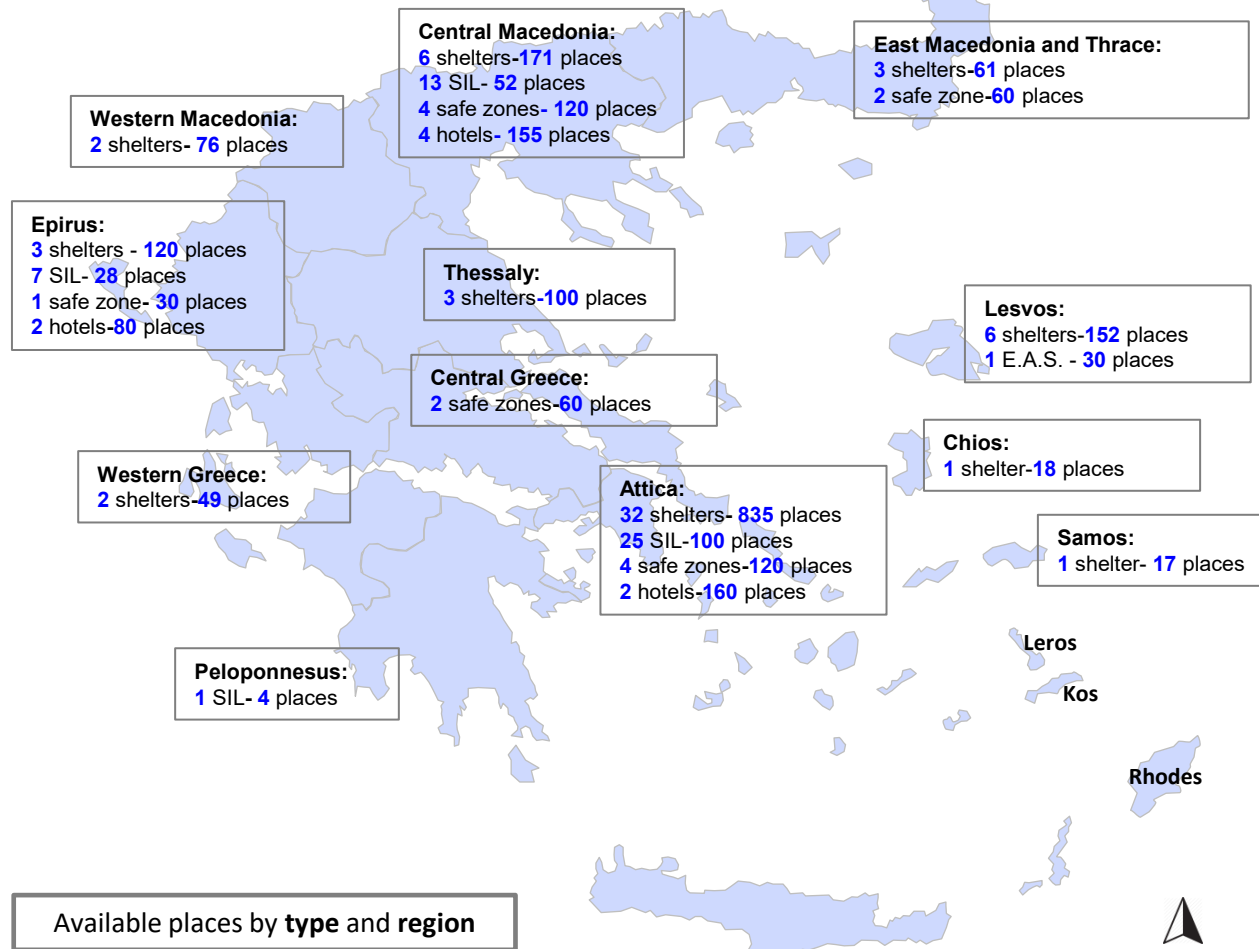 Central Macedonia:
6 shelters-171 places
13 SIL- 52 places
4 safe zones- 120 places
4 hotels- 155 places
East Macedonia and Thrace:
3 shelters-61 places
2 safe zone-60 places
Western Macedonia:
2 shelters- 76 places
Epirus:
3 shelters - 120 places
7 SIL- 28 places
1 safe zone- 30 places
2 hotels-80 places
Thessaly:
3 shelters-100 places
Lesvos:
6 shelters-152 places
1 E.A.S. - 30 places
Central Greece:
2 safe zones-60 places
Chios:
1 shelter-18 places
Western Greece:
2 shelters-49 places
Attica:
32 shelters- 835 places
25 SIL-100 places
4 safe zones-120 places
2 hotels-160 places
Samos:
1 shelter- 17 places
Leros
Kos
Peloponnesus:
1 SIL- 4 places
Rhodes
Available places by type and region